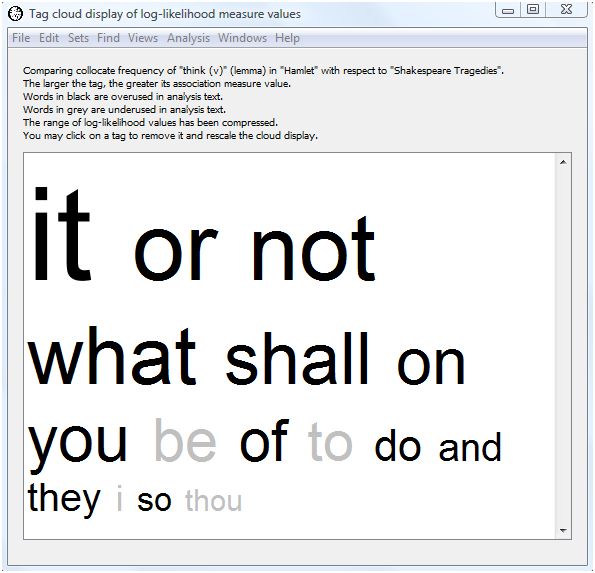 Tag cloud display of log-likelihood measure values
File Edit Sets Find Views Analysis Windows Help
Comparing collocate frequency of "think (v)" (lemma) in "Hamlet" with respect to "Shakespeare Tragedies".
The larger the tag, the greater its association measure value.
Words in black are overused in analysis text.
Words in grey are underused in analysis text.
The range of log-likelihood values has been compressed.
You may click on a tag to remove it and rescale the cloud display.
it or not
what shall on
you be of to do and
they i so thou